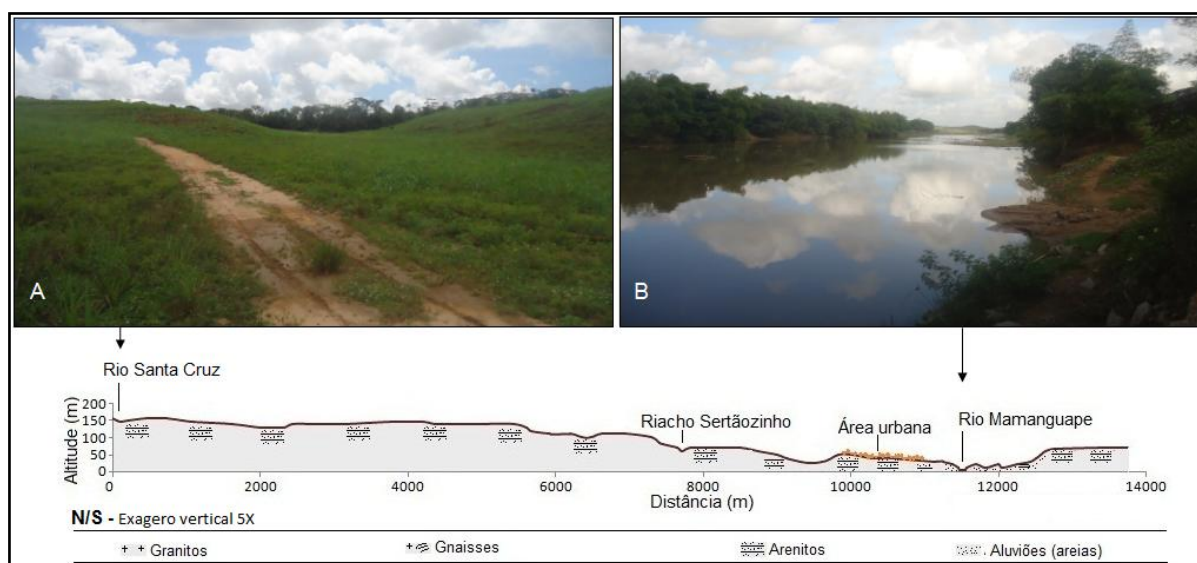 A
B
Rio Santa Cruz
Riacho Sertãozinho
Área urbana
Rio Mamanguape
Altitude (m)
200
150
100
50
0
0
2000
4000
6000
8000
10000
12000
14000
Distância (m)
N/S - Exagero vertical 5X
Granitos
Gnaisses
Arenitos
Aluviões (areias)